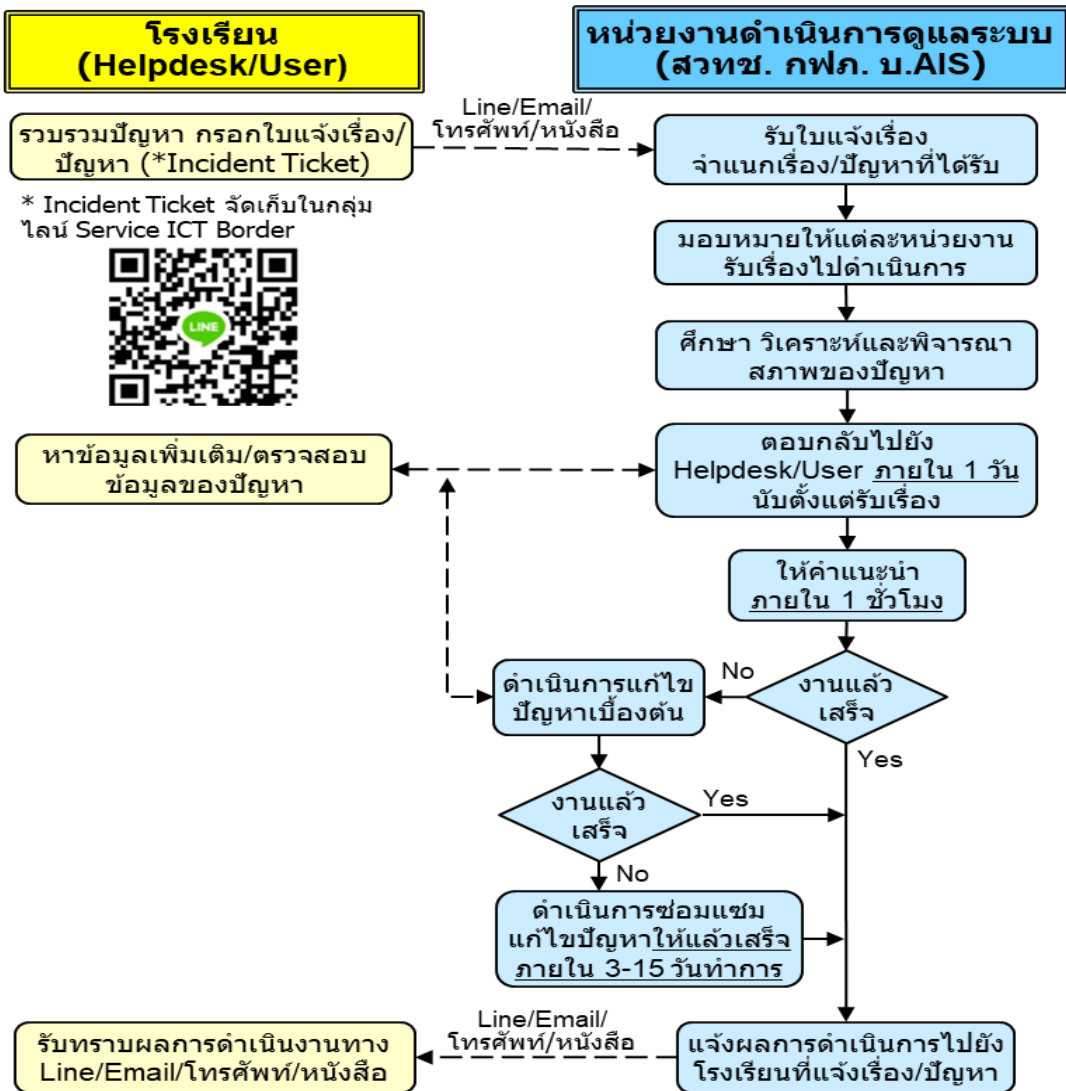 โรงเรียน
(Helpdesk/User)
หน่วยงานดำเนินการดูแลระบบ
(สวทช. กฟภ. บ.AIS)
รวบรวมปัญหา กรอกใบแจ้งเรื่อง/
ปัญหา (*Incident Ticket)
Line/Email/
โทรศัพท์/หนังสือ
รับใบแจ้งเรื่อง
จำแนกเรื่อง/ปัญหาที่ได้รับ
* Incident Ticket จัดเก็บในกลุ่ม
ไลน์ Service ICT Border
LINE
มอบหมายให้แต่ละหน่วยงาน
รับเรื่องไปดำเนินการ
ศึกษา วิเคราะห์และพิจารณา
สภาพของปัญหา
หาข้อมูลเพิ่มเติม/ตรวจสอบ
ข้อมูลของปัญหา
ตอบกลับไปยัง
Helpdesk/User ภายใน 1 วัน
นับตั้งแต่รับเรื่อง
ให้คำแนะนำ
ภายใน 1 ชั่วโมง
งานแล้ว
เสร็จ
No
Yes
ดำเนินการแก้ไข
ปัญหาเบื้องต้น
งานแล้ว
เสร็จ
Yes
No
ดำเนินการซ่อมแซม
แก้ไขปัญหาให้แล้วเสร็จ
ภายใน 3-15 วันทำการ
แจ้งผลการดำเนินการไปยัง
โรงเรียนที่แจ้งเรื่อง/ปัญหา
Line/Email/
โทรศัพท์/หนังสือ
รับทราบผลการดำเนินงานทาง
Line/Email/โทรศัพท์/หนังสือ